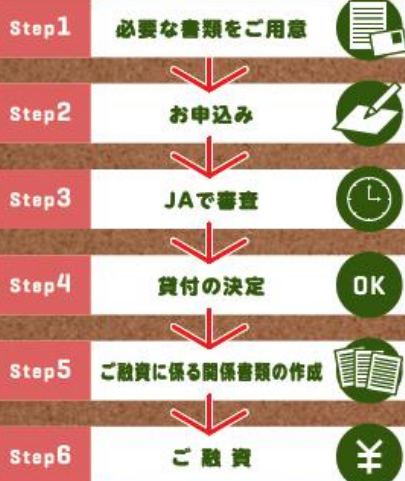 Step1 必要な書類をご用意
Step2 お申込み
Step3 JAで審査
Step4 貸付の決定 OK
Step5 ご融資に係る関係書類の作成
Step6 ご融資 ¥